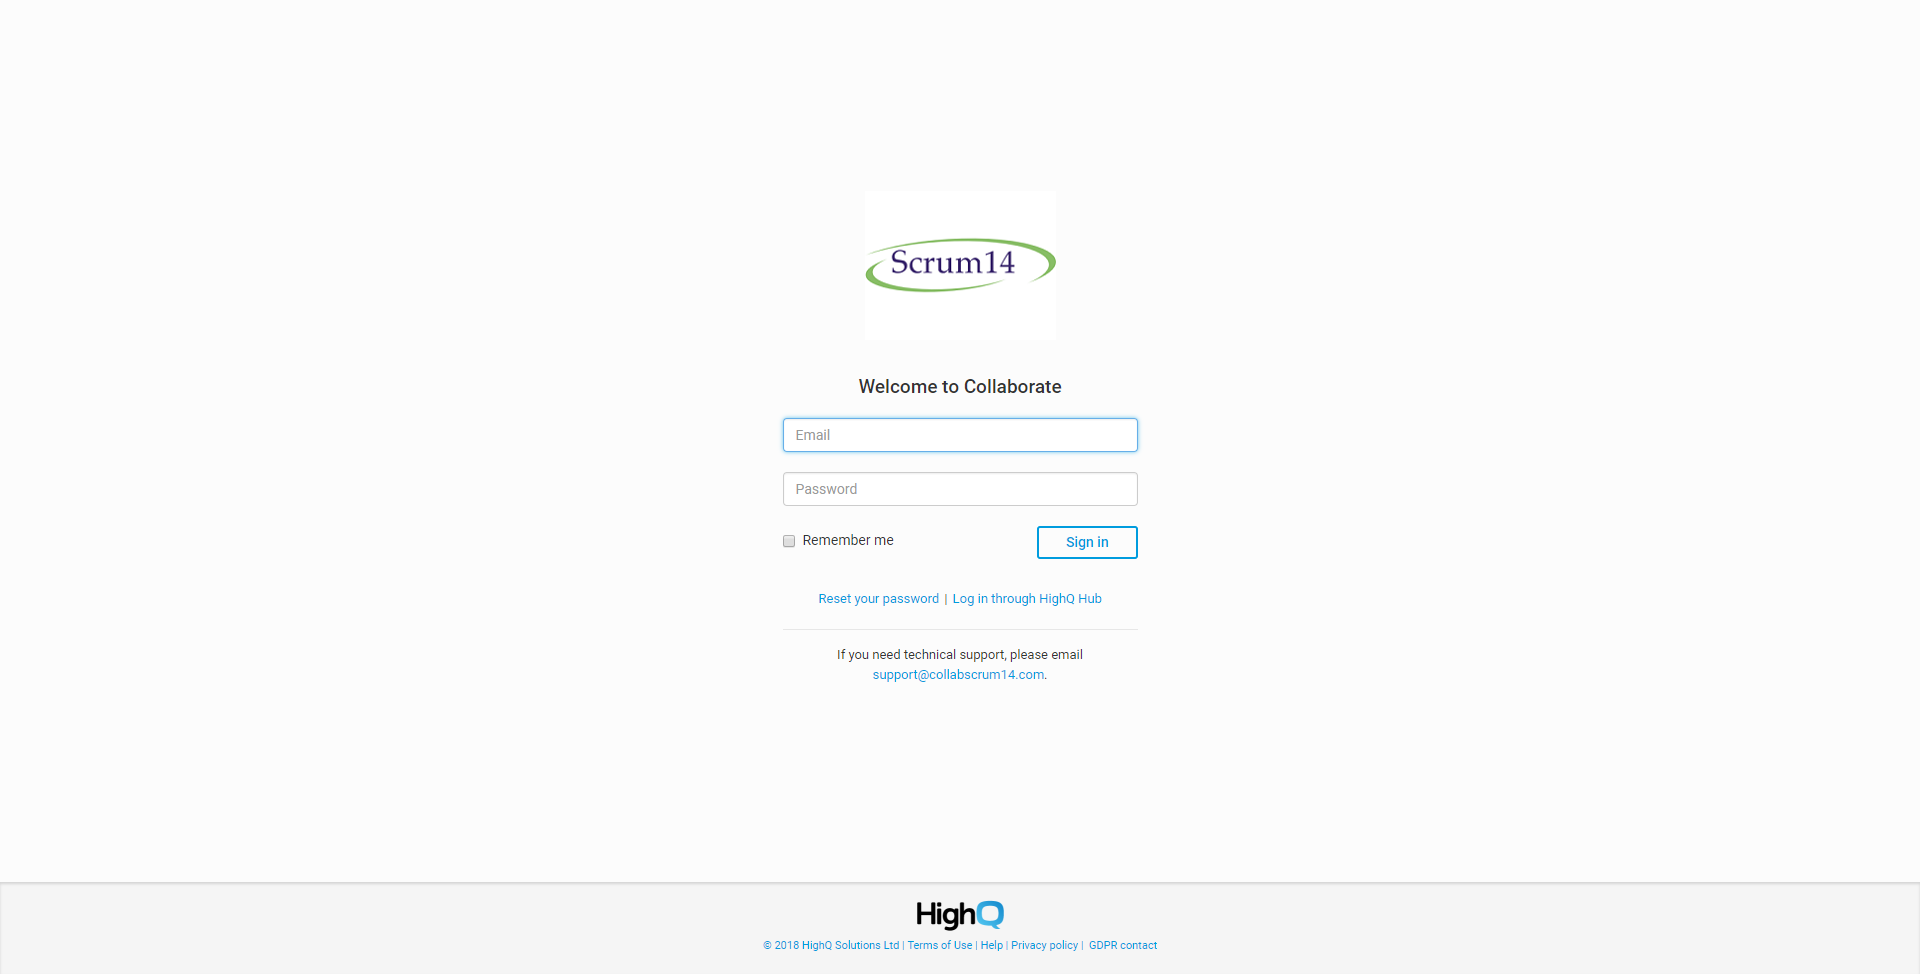 Scrum14
Welcome to Collaborate
Email
Password
Remember me
Sign in
Reset your password | Log in through HighQ Hub
If you need technical support, please email
support@collabscrum14.com.
HighQ
© 2018 HighQ Solutions Ltd | Terms of Use | Help | Privacy policy | GDPR contact